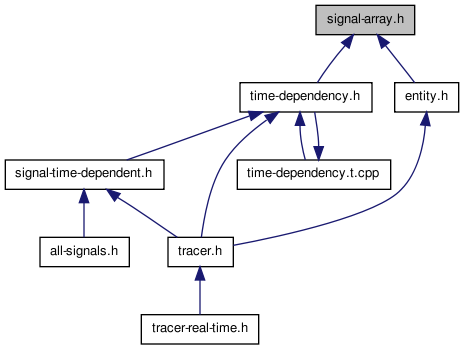 signal-array.h
time-dependency.h
entity.h
signal-time-dependent.h
time-dependency.t.cpp
all-signals.h
tracer.h
tracer-real-time.h